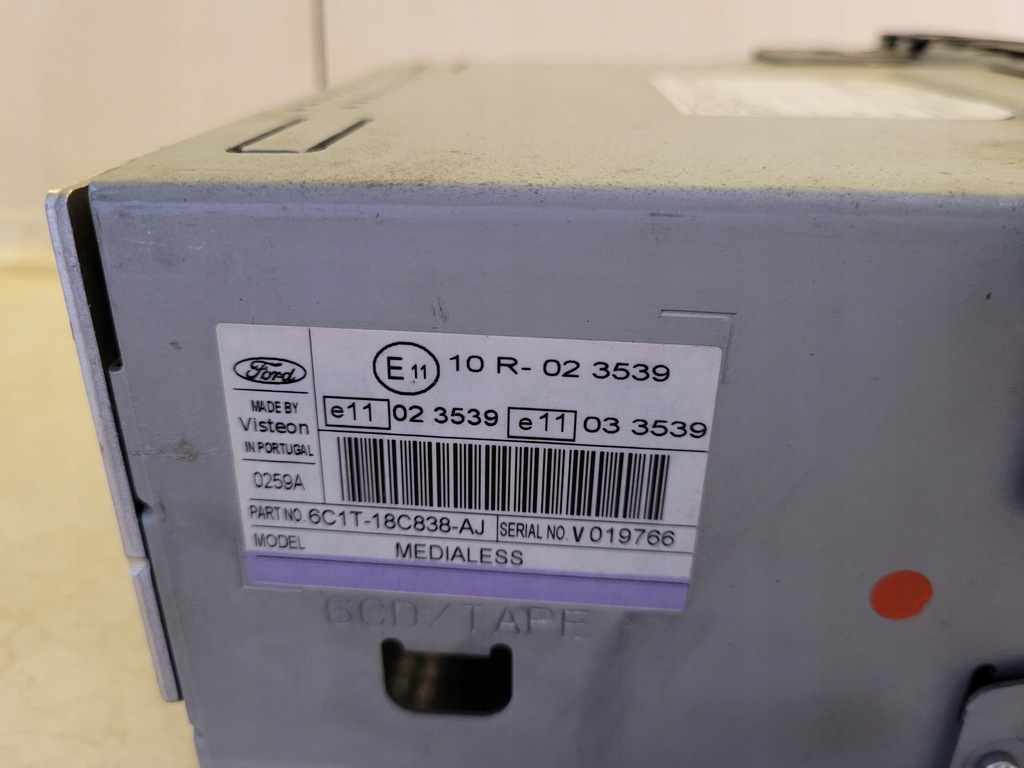 Ford
MADE BY
Visteon
IN PORTUGAL
0259A
E 11 10 R- 02 3539
e11 02 3539 e11 03 3539
PART NO. 6C1T-18C838-AJ SERIAL NO. V 019766
MODEL MEDIALESS
6CD/TAPE